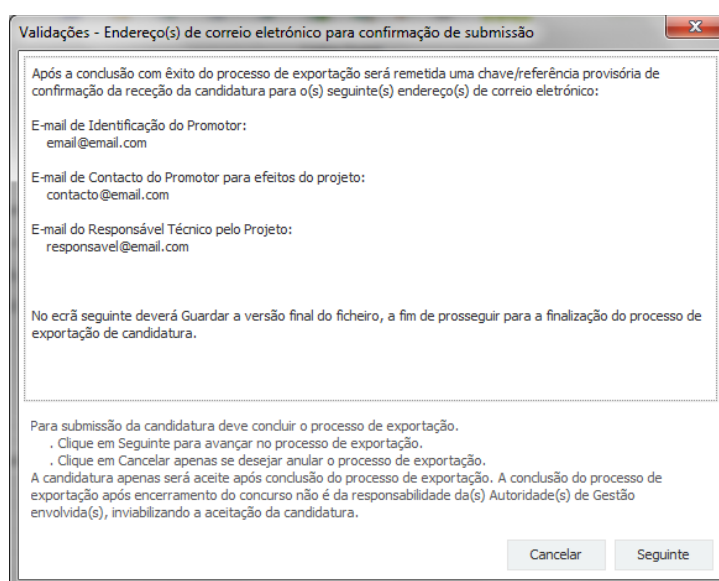 Validações - Endereço(s) de correio eletrónico para confirmação de submissão
X
Após a conclusão com êxito do processo de exportação será remetida uma chave/referência provisória de
confirmação da receção da candidatura para o(s) seguinte(s) endereço(s) de correio eletrónico:
E-mail de Identificação do Promotor:
email@email.com
E-mail de Contacto do Promotor para efeitos do projeto:
contacto@email.com
E-mail do Responsável Técnico pelo Projeto:
responsavel@email.com
No ecrã seguinte deverá Guardar a versão final do ficheiro, a fim de prosseguir para a finalização do processo de
exportação de candidatura.
Para submissão da candidatura deve concluir o processo de exportação.
. Clique em Seguinte para avançar no processo de exportação.
. Clique em Cancelar apenas se desejar anular o processo de exportação.
A candidatura apenas será aceite após conclusão do processo de exportação. A conclusão do processo de
exportação após encerramento do concurso não é da responsabilidade da(s) Autoridade(s) de Gestão
envolvida(s), inviabilizando a aceitação da candidatura.
Cancelar Seguinte